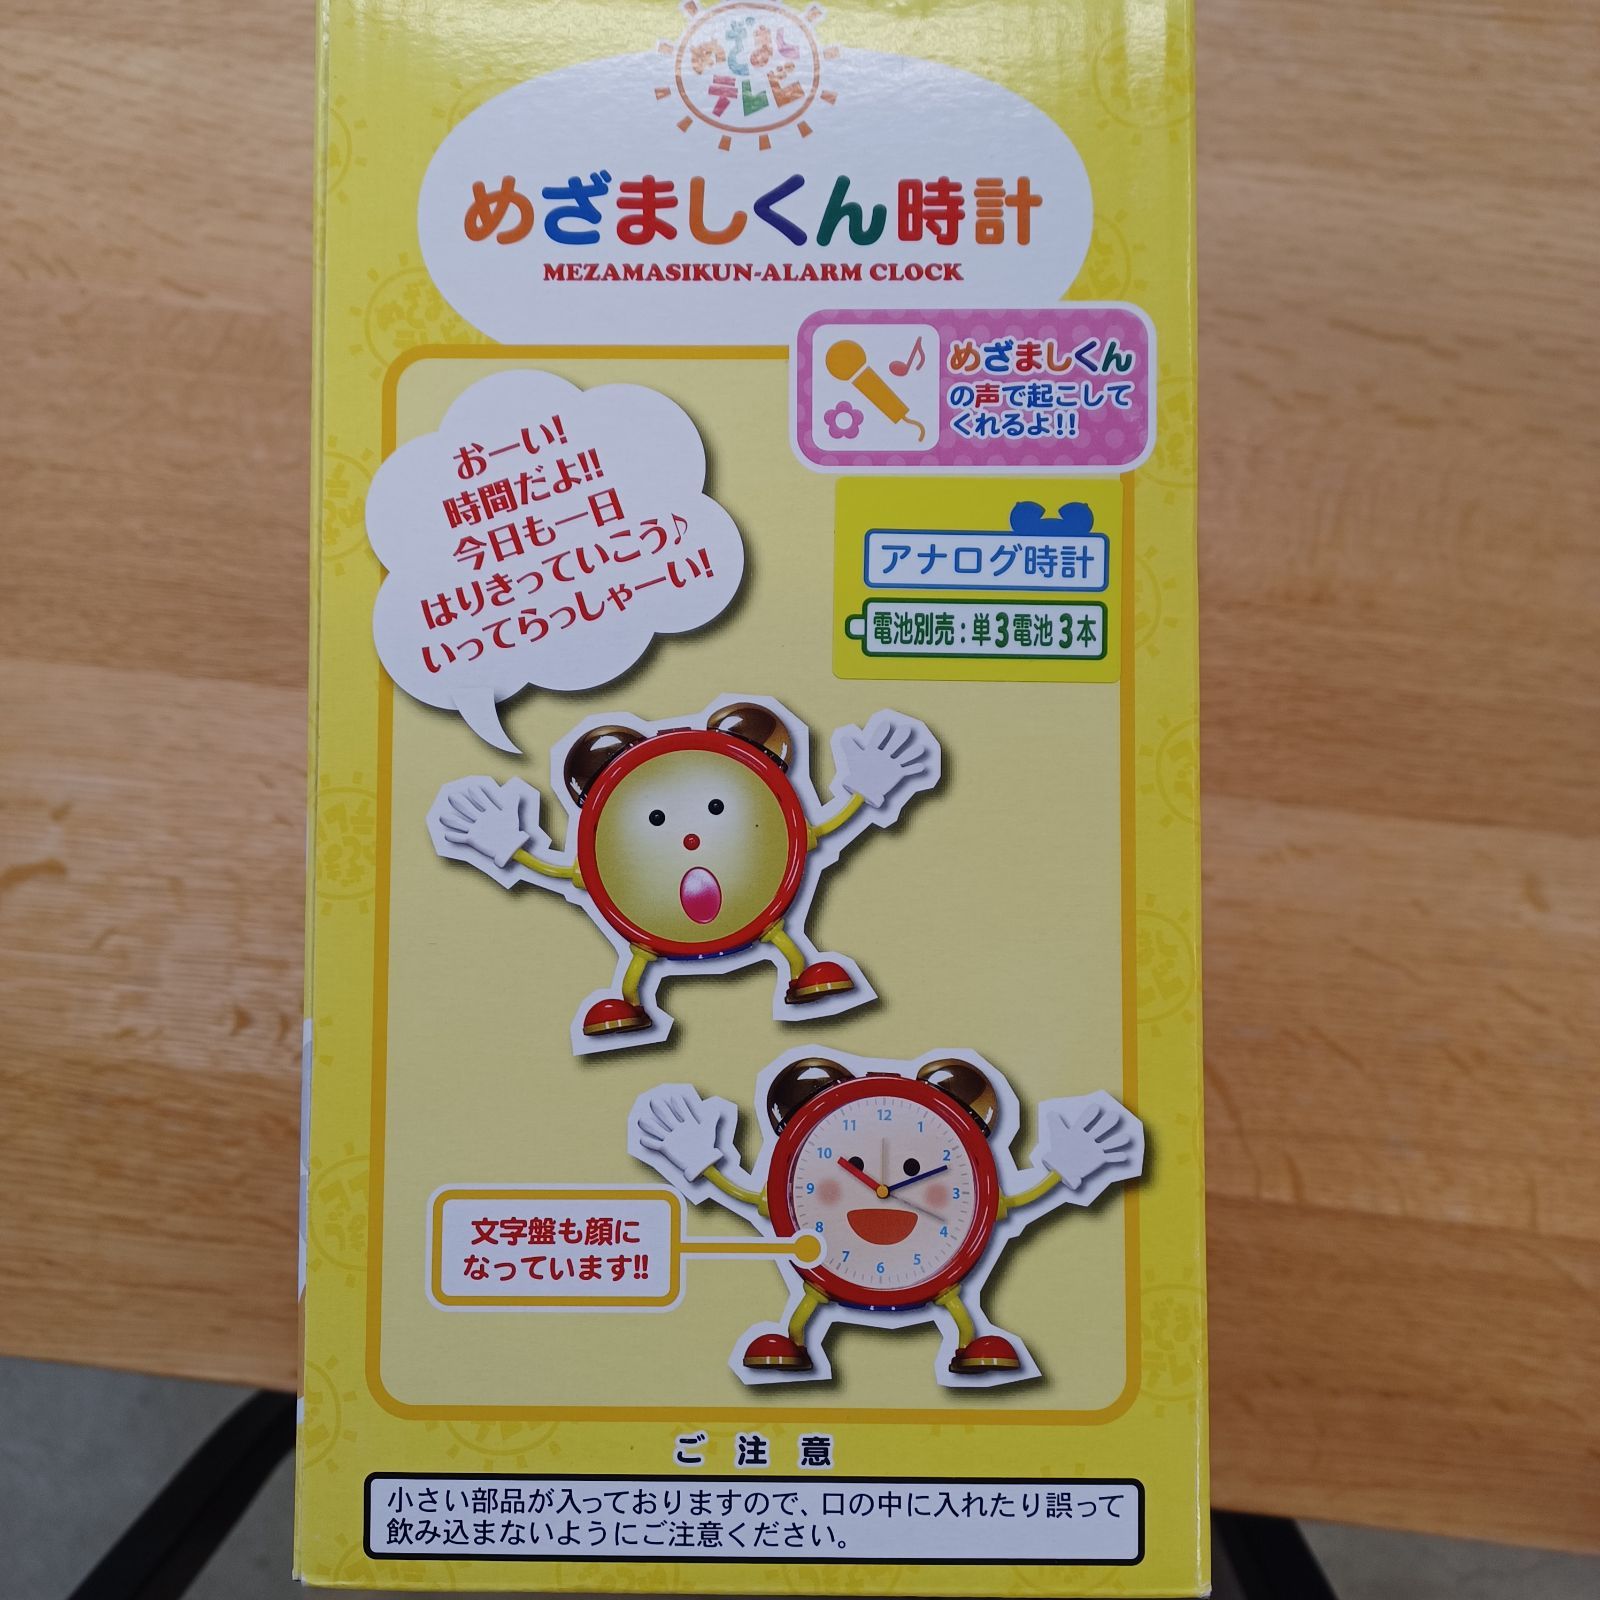 めざまし
テレビ
めざましくん時計
MEZAMASIKUN-ALARM CLOCK
めざましくん
の声で起こして
くれるよ!!
おーい!
時間だよ!!
今日も一日
はりきっていこう♪
いってらっしゃーい!
アナログ時計
電池別売：単3電池3本
12
1
2
3
4
5
6
7
8
9
10
11
文字盤も顔に
なっています!!
ご注意
小さい部品が入っておりますので、口の中に入れたり誤って
飲み込まないようにご注意ください。